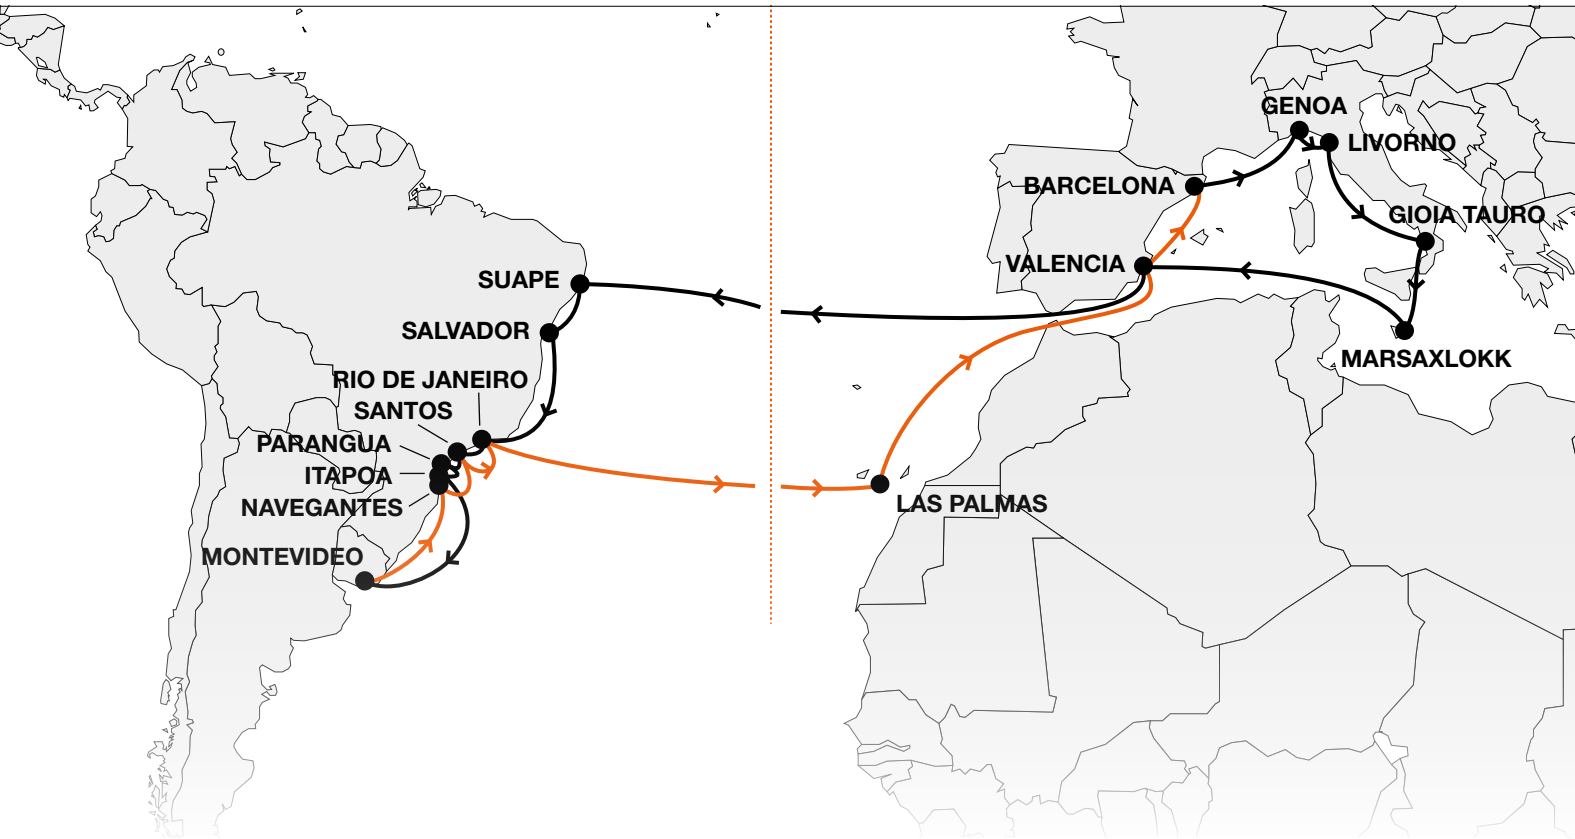 GENOA
LIVORNO
BARCELONA
GIOIA TAURO
VALENCIA
SUAPE
SALVADOR
MARSAXLOKK
RIO DE JANEIRO
SANTOS
PARANGUA
ITAPOA
NAVEGANTES
LAS PALMAS
MONTEVIDEO